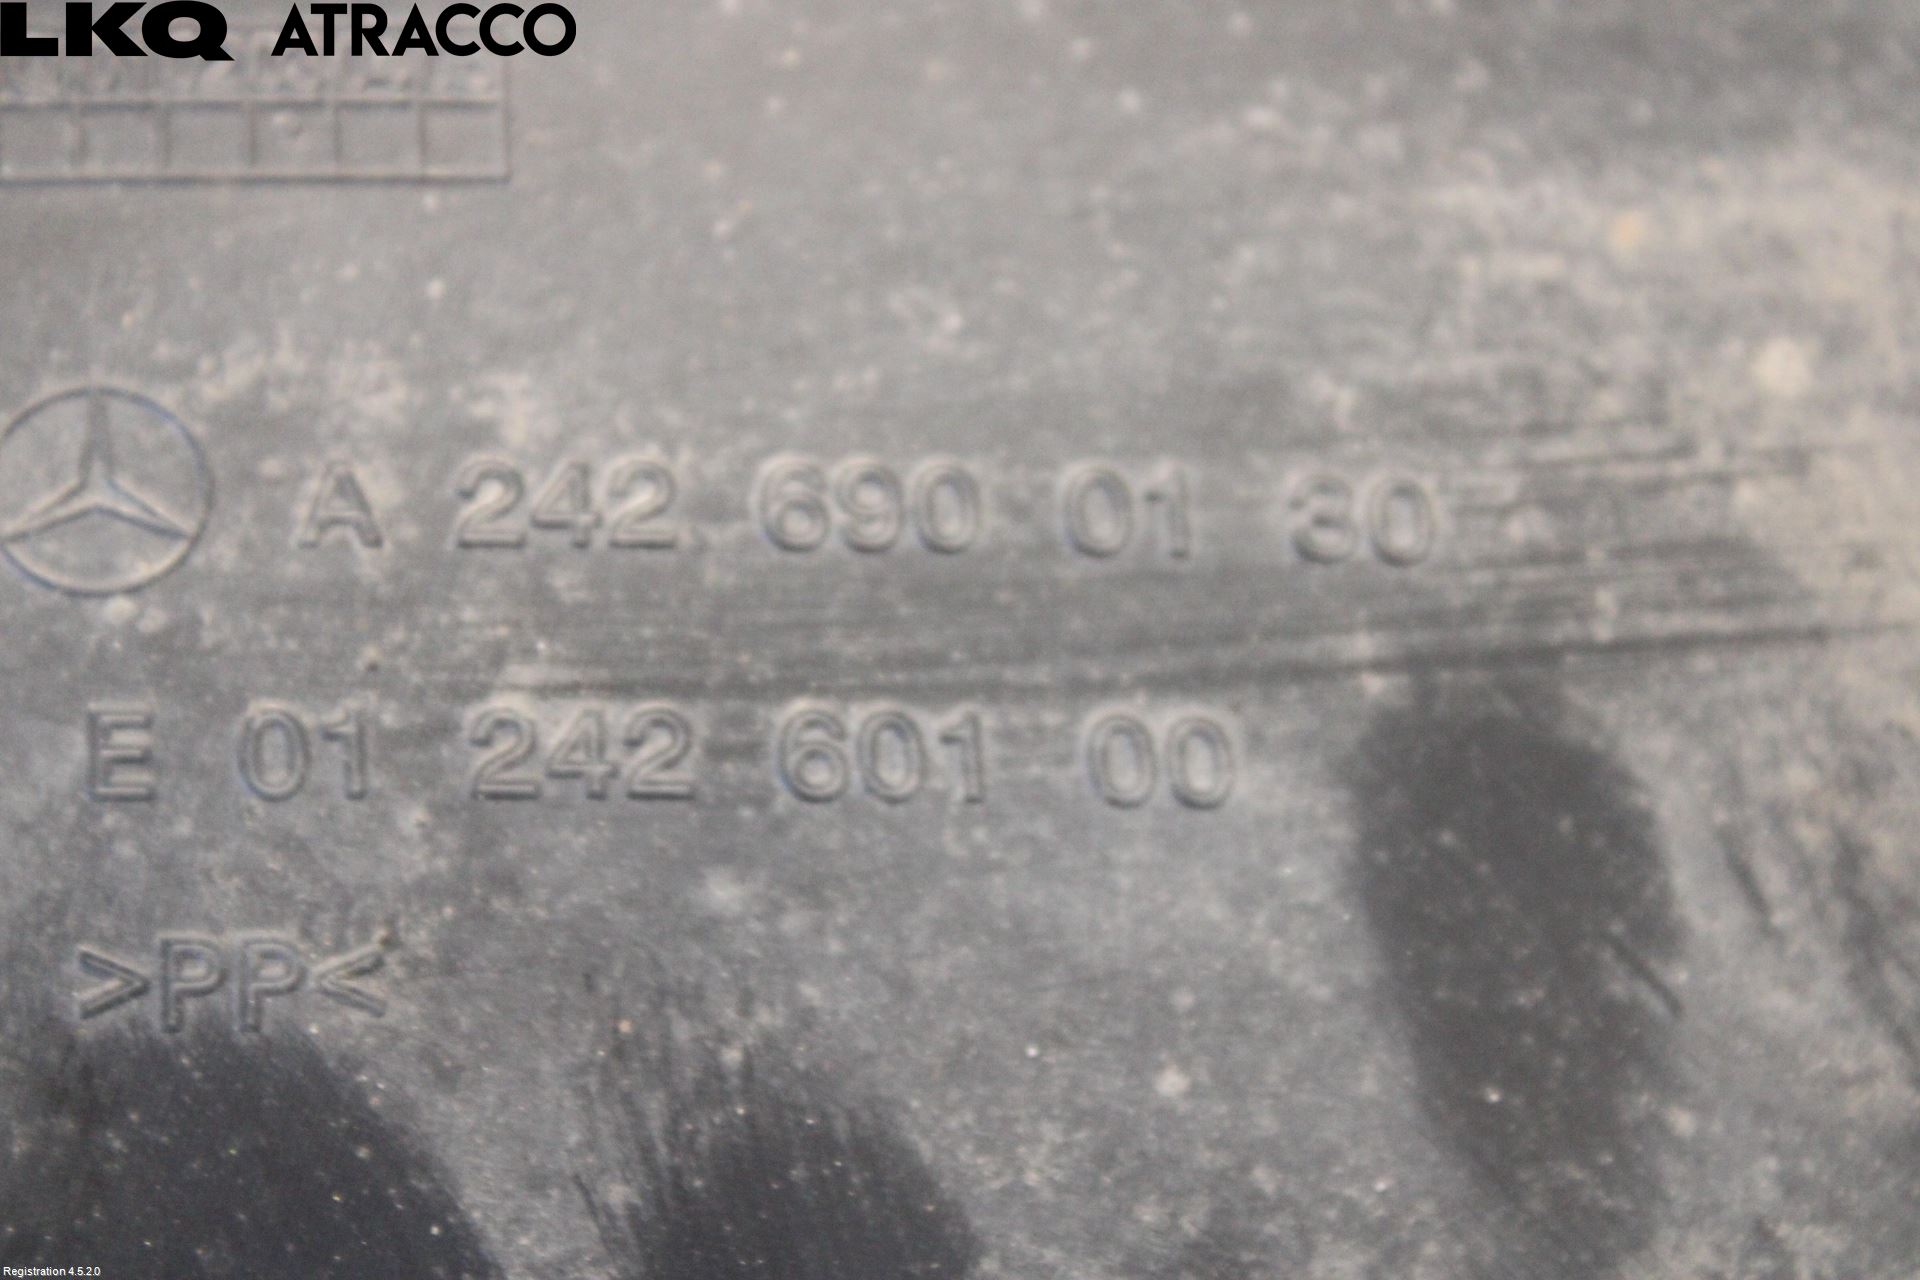 LKQ ATRACCO
A 242 690 01 30
E 01 242 601 00
>PP<
Registration 4.5.2.0